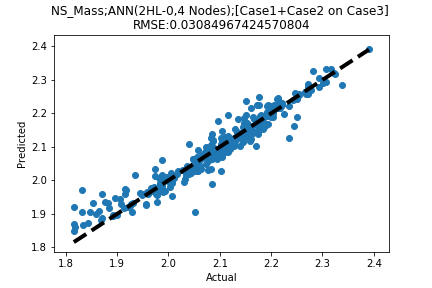 NS_Mass;ANN(2HL-0,4 Nodes);[Case1+Case2 on Case3]
RMSE:0.03084967424570804
2.4
2.3
2.2
2.1
2.0
1.9
1.8
Predicted
1.8 1.9 2.0 2.1 2.2 2.3 2.4
Actual